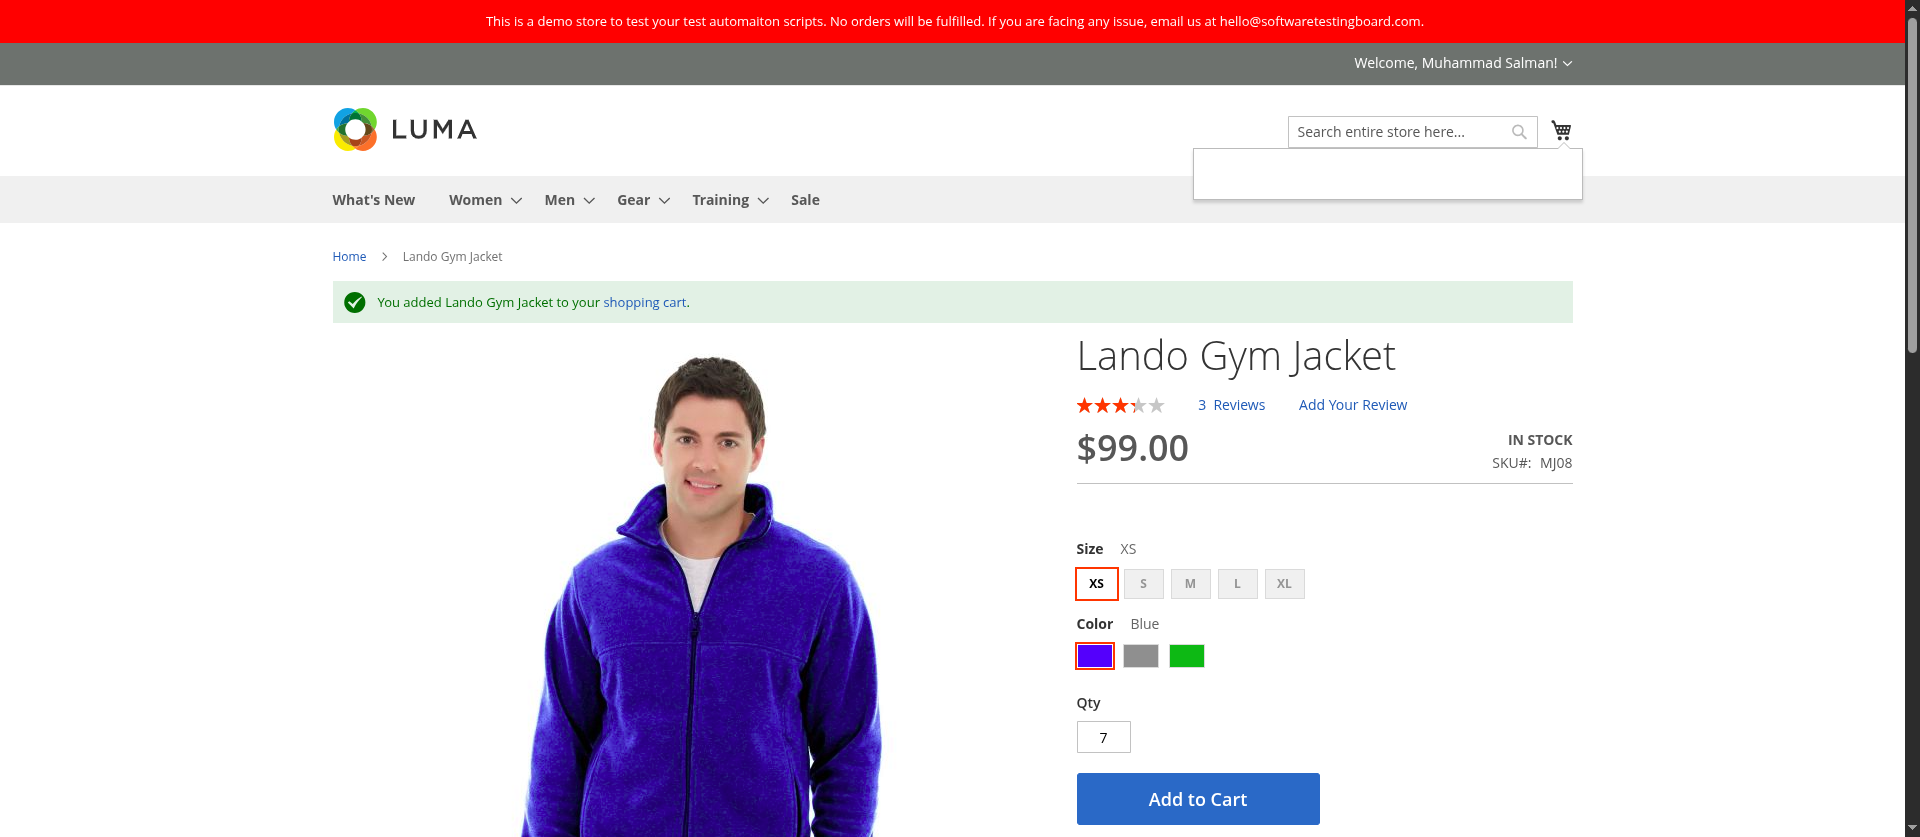 This is a demo store to test your test automaiton scripts. No orders will be fulfilled. If you are facing any issue, email us at hello@softwaretestingboard.com.
Welcome, Muhammad Salman!
LUMA
Search entire store here...
What's New Women Men Gear Training Sale
Home Lando Gym Jacket
You added Lando Gym Jacket to your shopping cart.
Lando Gym Jacket
3 Reviews Add Your Review
$99.00
IN STOCK
SKU#: MJ08
Size XS
XS S M L XL
Color Blue
Qty
7
Add to Cart